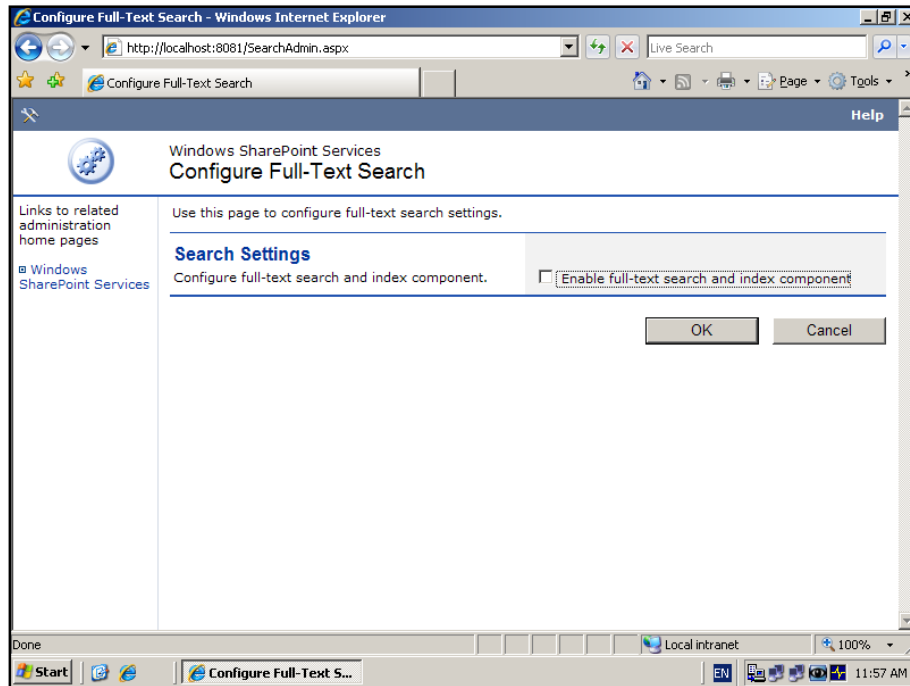 Configure Full-Text Search - Windows Internet Explorer
http://localhost:8081/SearchAdmin.aspx
Live Search
Configure Full-Text Search
Page
Tools
Help
Windows SharePoint Services
Configure Full-Text Search
Links to related
administration
home pages
Windows
SharePoint Services
Use this page to configure full-text search settings.
Search Settings
Configure full-text search and index component.
Enable full-text search and index component
OK
Cancel
Done
Local intranet
100%
Start
Configure Full-Text S...
EN
11:57 AM